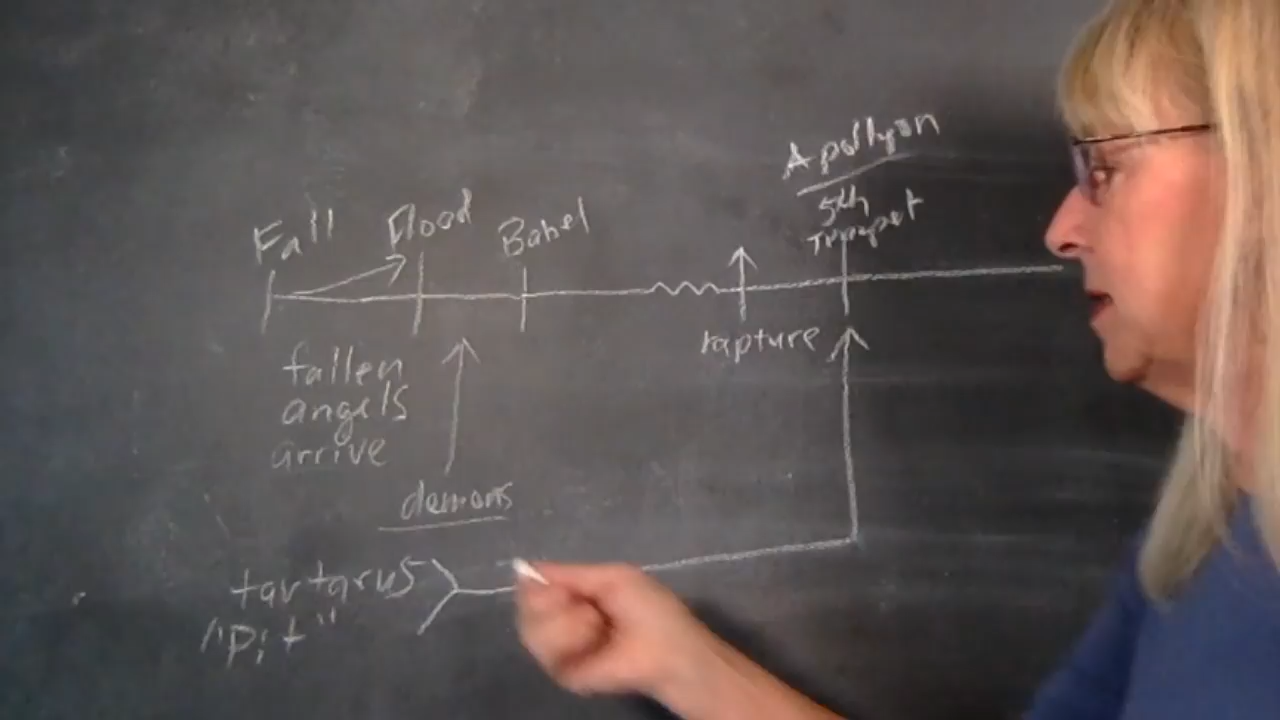 Apollyon
5th
Trumpet
Fall
Flood
Babel
rapture
fallen
angels
arrive
demons
tartarus
"Pit"